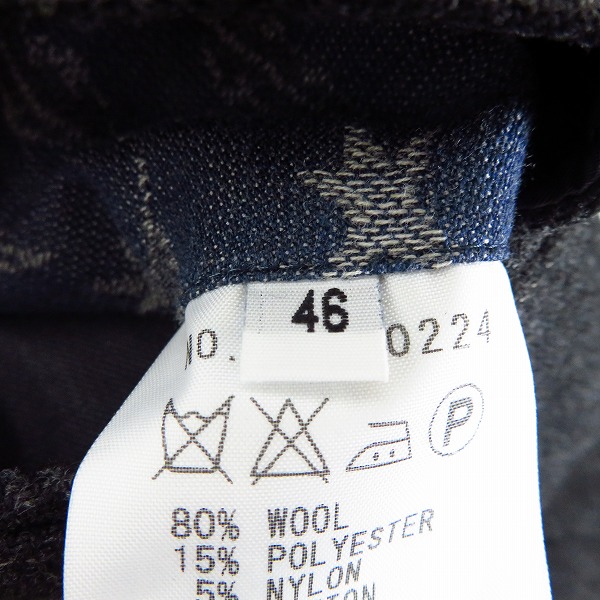 46
NO. 0224
P
80% WOOL
15% POLYESTER
5% NYLON